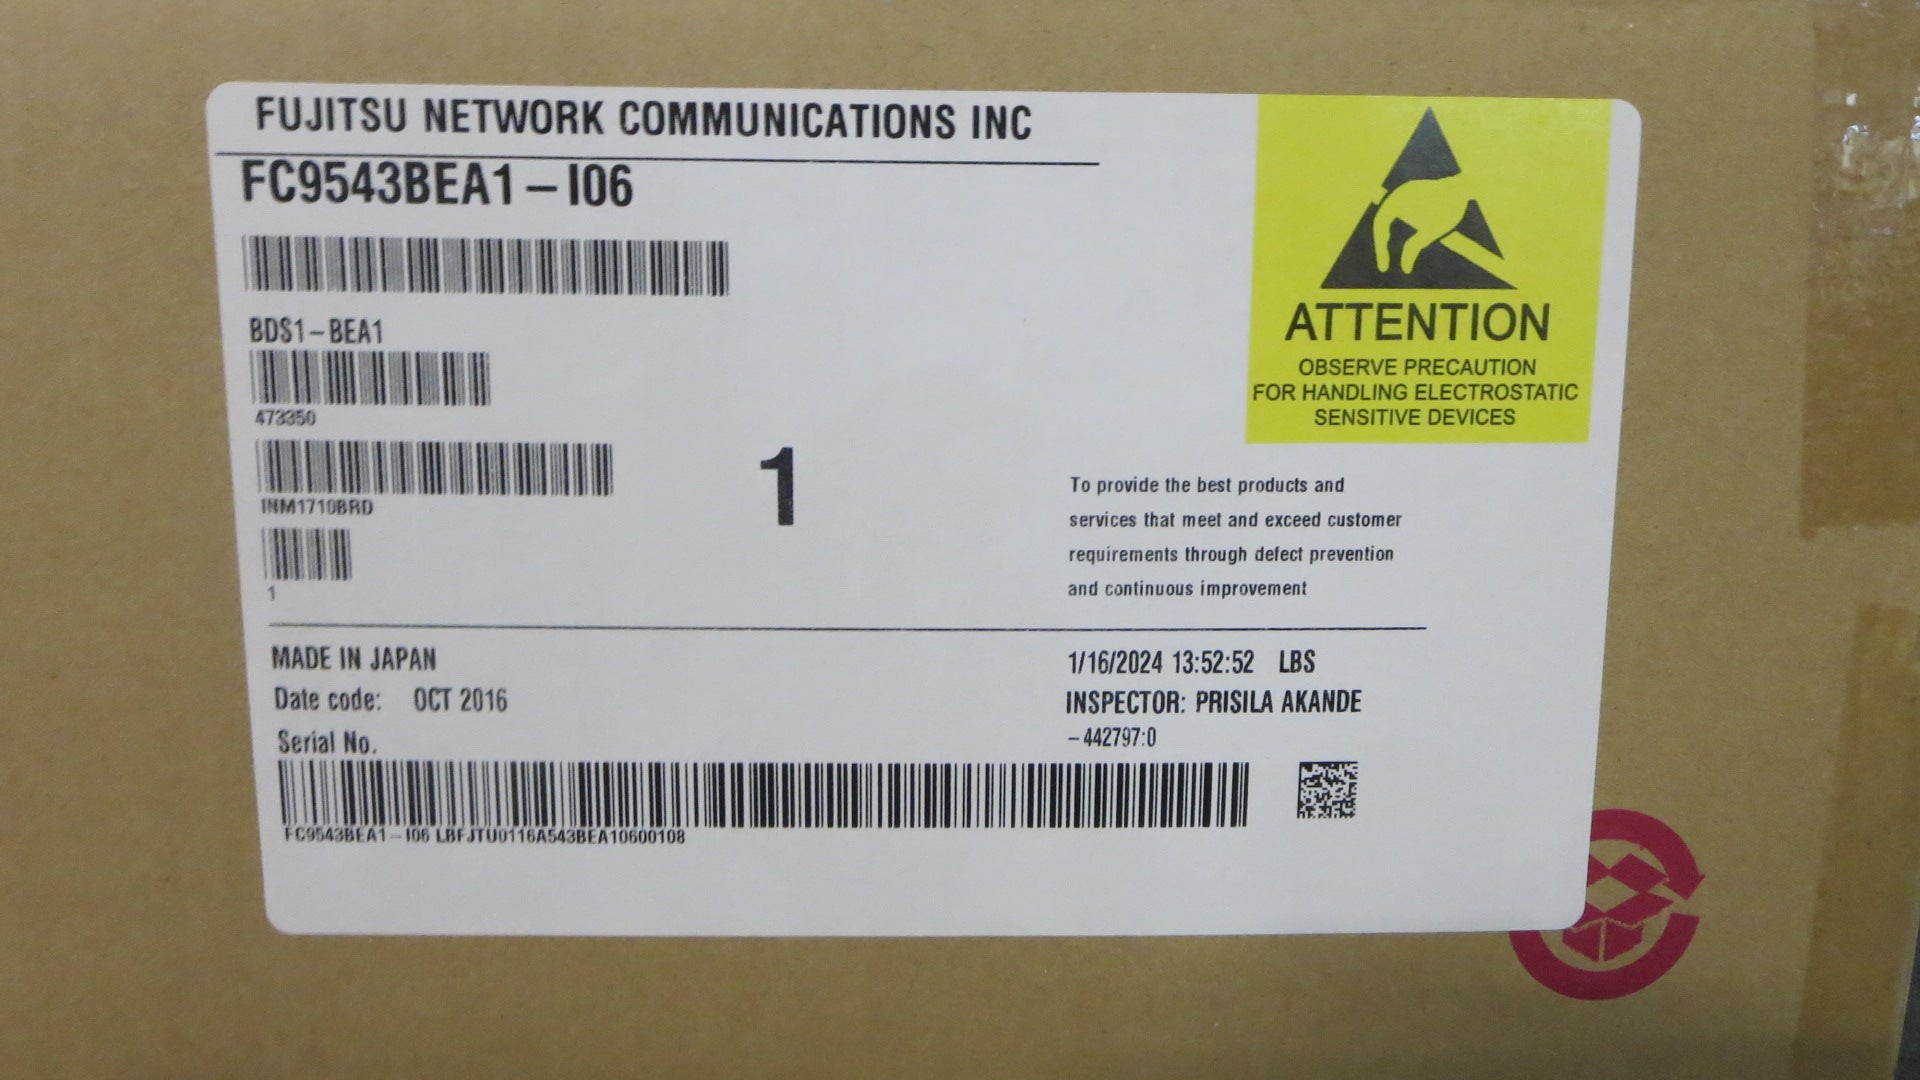 FUJITSU NETWORK COMMUNICATIONS INC
FC9543BEA1-I06
BDS1-BEA1
473350
INM1710BRD
1
1
ATTENTION
OBSERVE PRECAUTION
FOR HANDLING ELECTROSTATIC
SENSITIVE DEVICES
To provide the best products and
services that meet and exceed customer
requirements through defect prevention
and continuous improvement
MADE IN JAPAN
Date code: OCT 2016
Serial No.
1/16/2024 13:52:52 LBS
INSPECTOR: PRISILA AKANDE
-442797:0
FC9543BEA1-I06 LBFJTU0116A543BEA10600108